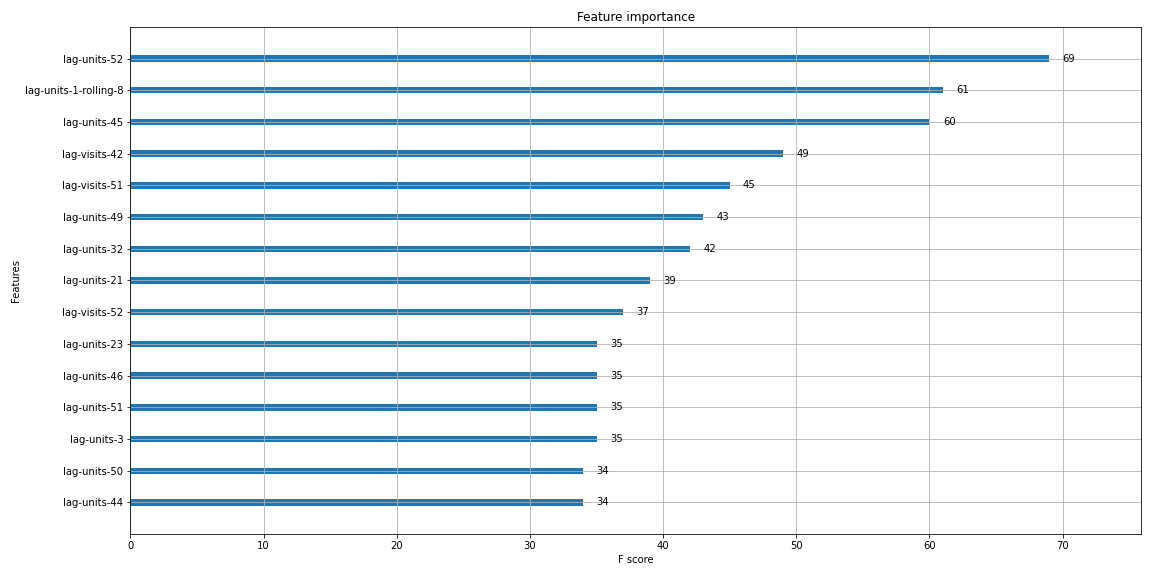 Feature importance
Features
lag-units-52 69
lag-units-1-rolling-8 61
lag-units-45 60
lag-visits-42 49
lag-visits-51 45
lag-units-49 43
lag-units-32 42
lag-units-21 39
lag-visits-52 37
lag-units-23 35
lag-units-46 35
lag-units-51 35
lag-units-3 35
lag-units-50 34
lag-units-44 34
0 10 20 30 40 50 60 70
F score